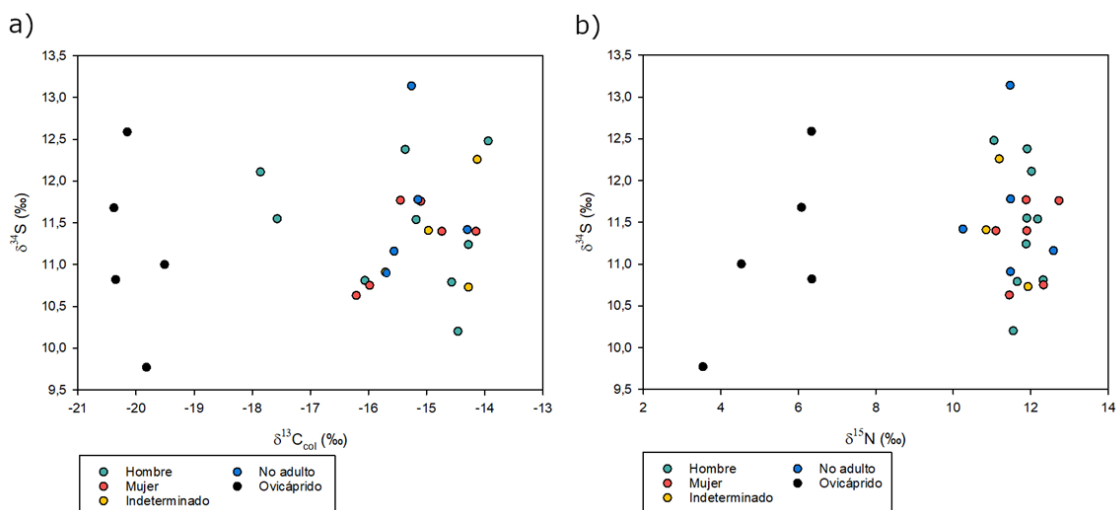 a)
13,5
13,0
12,5
12,0
11,5
11,0
10,5
10,0
9,5
δ³⁴S (‰)
-21 -20 -19 -18 -17 -16 -15 -14 -13
δ¹³C_col (‰)
Hombre
Mujer
Indeterminado
No adulto
Ovicáprido
b)
13,5
13,0
12,5
12,0
11,5
11,0
10,5
10,0
9,5
δ³⁴S (‰)
2 4 6 8 10 12 14
δ¹⁵N (‰)
Hombre
Mujer
Indeterminado
No adulto
Ovicáprido